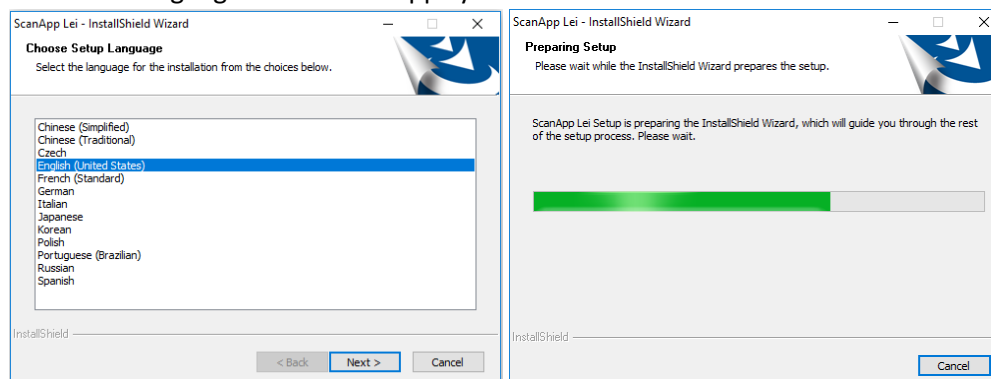 ScanApp Lei - InstallShield Wizard
Choose Setup Language
Select the language for the installation from the choices below.
Chinese (Simplified)
Chinese (Traditional)
Czech
English (United States)
French (Standard)
German
Italian
Japanese
Korean
Polish
Portuguese (Brazilian)
Russian
Spanish
InstallShield
< Back
Next >
Cancel
ScanApp Lei - InstallShield Wizard
Preparing Setup
Please wait while the InstallShield Wizard prepares the setup.
ScanApp Lei Setup is preparing the InstallShield Wizard, which will guide you through the rest
of the setup process. Please wait.
InstallShield
Cancel